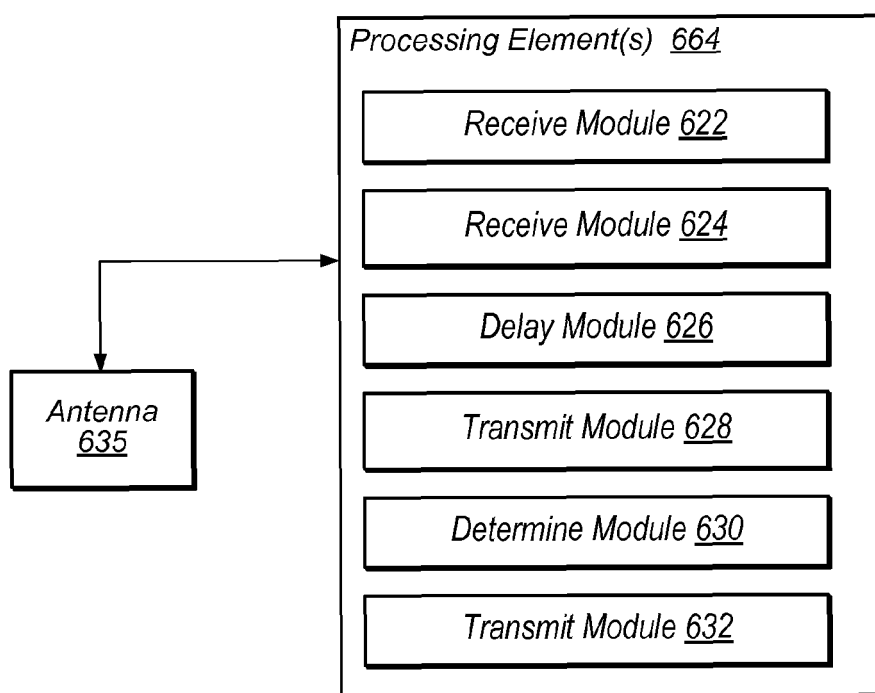 Processing Element(s) 664
Receive Module 622
Receive Module 624
Delay Module 626
Transmit Module 628
Determine Module 630
Transmit Module 632
Antenna
635